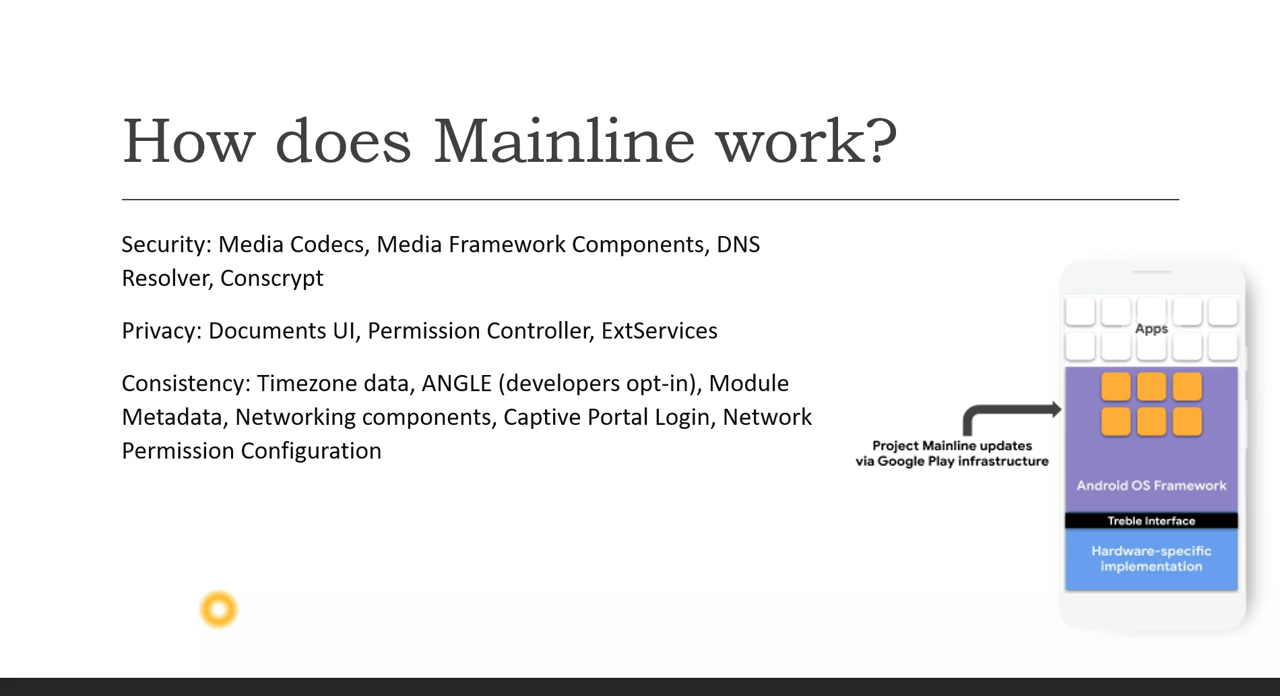 How does Mainline work?
Security: Media Codecs, Media Framework Components, DNS
Resolver, Conscrypt
Privacy: Documents UI, Permission Controller, ExtServices
Consistency: Timezone data, ANGLE (developers opt-in), Module
Metadata, Networking components, Captive Portal Login, Network
Permission Configuration
Project Mainline updates
via Google Play infrastructure
Apps
Android OS Framework
Treble Interface
Hardware-specific
implementation